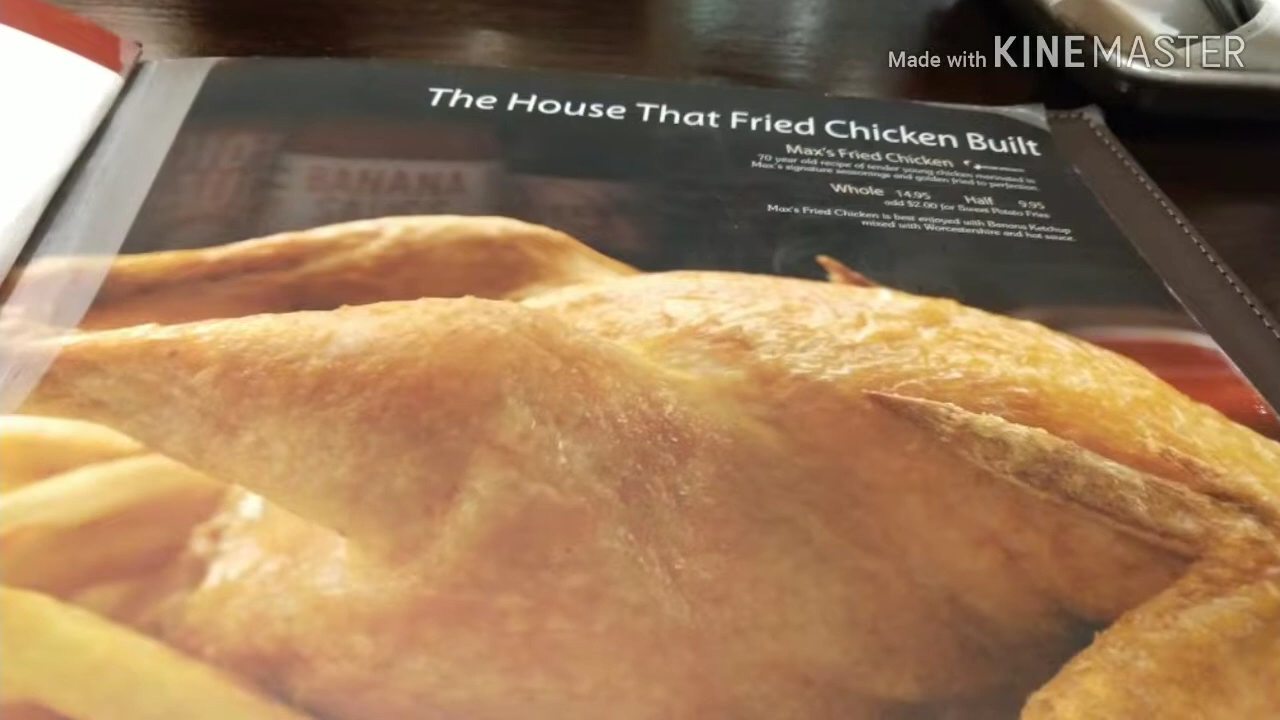 Made with KINEMASTER
The House That Fried Chicken Built
Max's Fried Chicken
70 year old recipe of tender young chicken marinated in
Max's signature seasonings and golden fried to perfection
Whole 14.95 Half 9.95
add $2.00 for Sweet Potato Fries
Max's Fried Chicken is best enjoyed with Banana Ketchup
mixed with Worcestershire and hot sauce.
BANANA